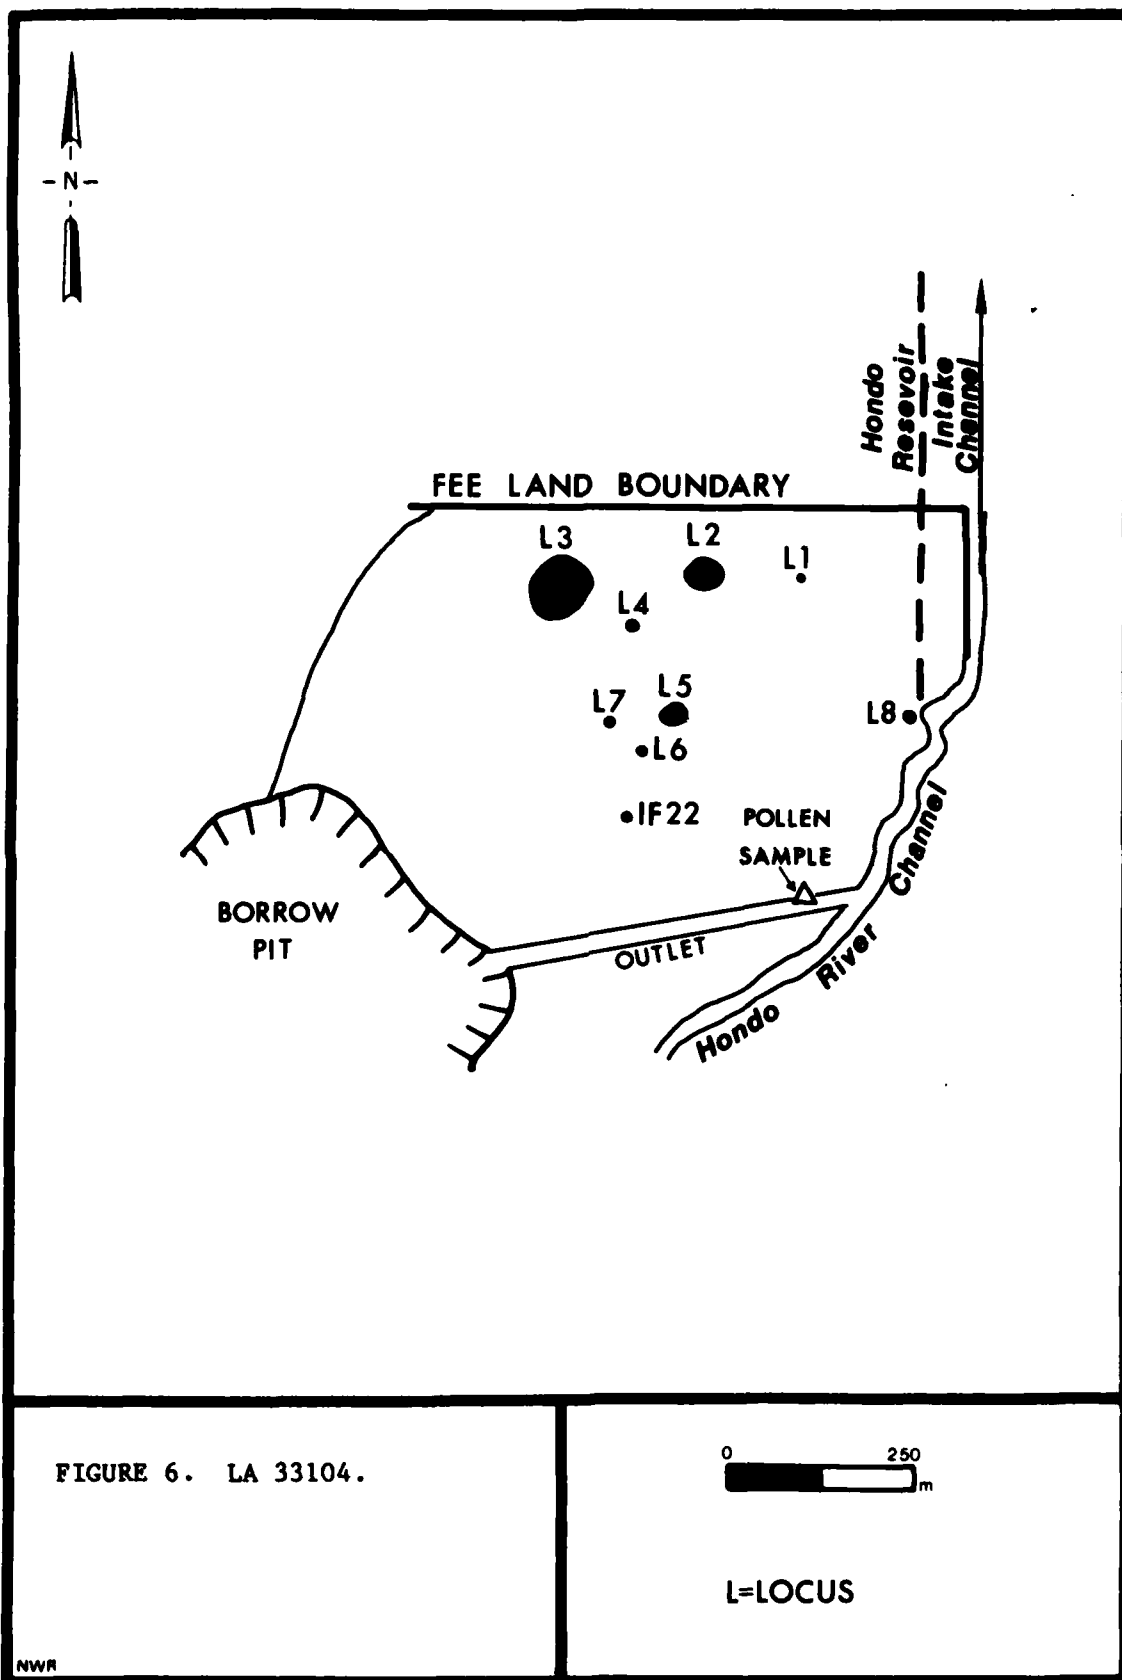 -N-
Hondo
Resevoir
Intake
Channel
FEE LAND BOUNDARY
L3
L2
L1
L4
L7
L5
L8
L6
IF22
POLLEN
SAMPLE
BORROW
PIT
OUTLET
Hondo River Channel
FIGURE 6. LA 33104.
0 250
m
L=LOCUS
NWR